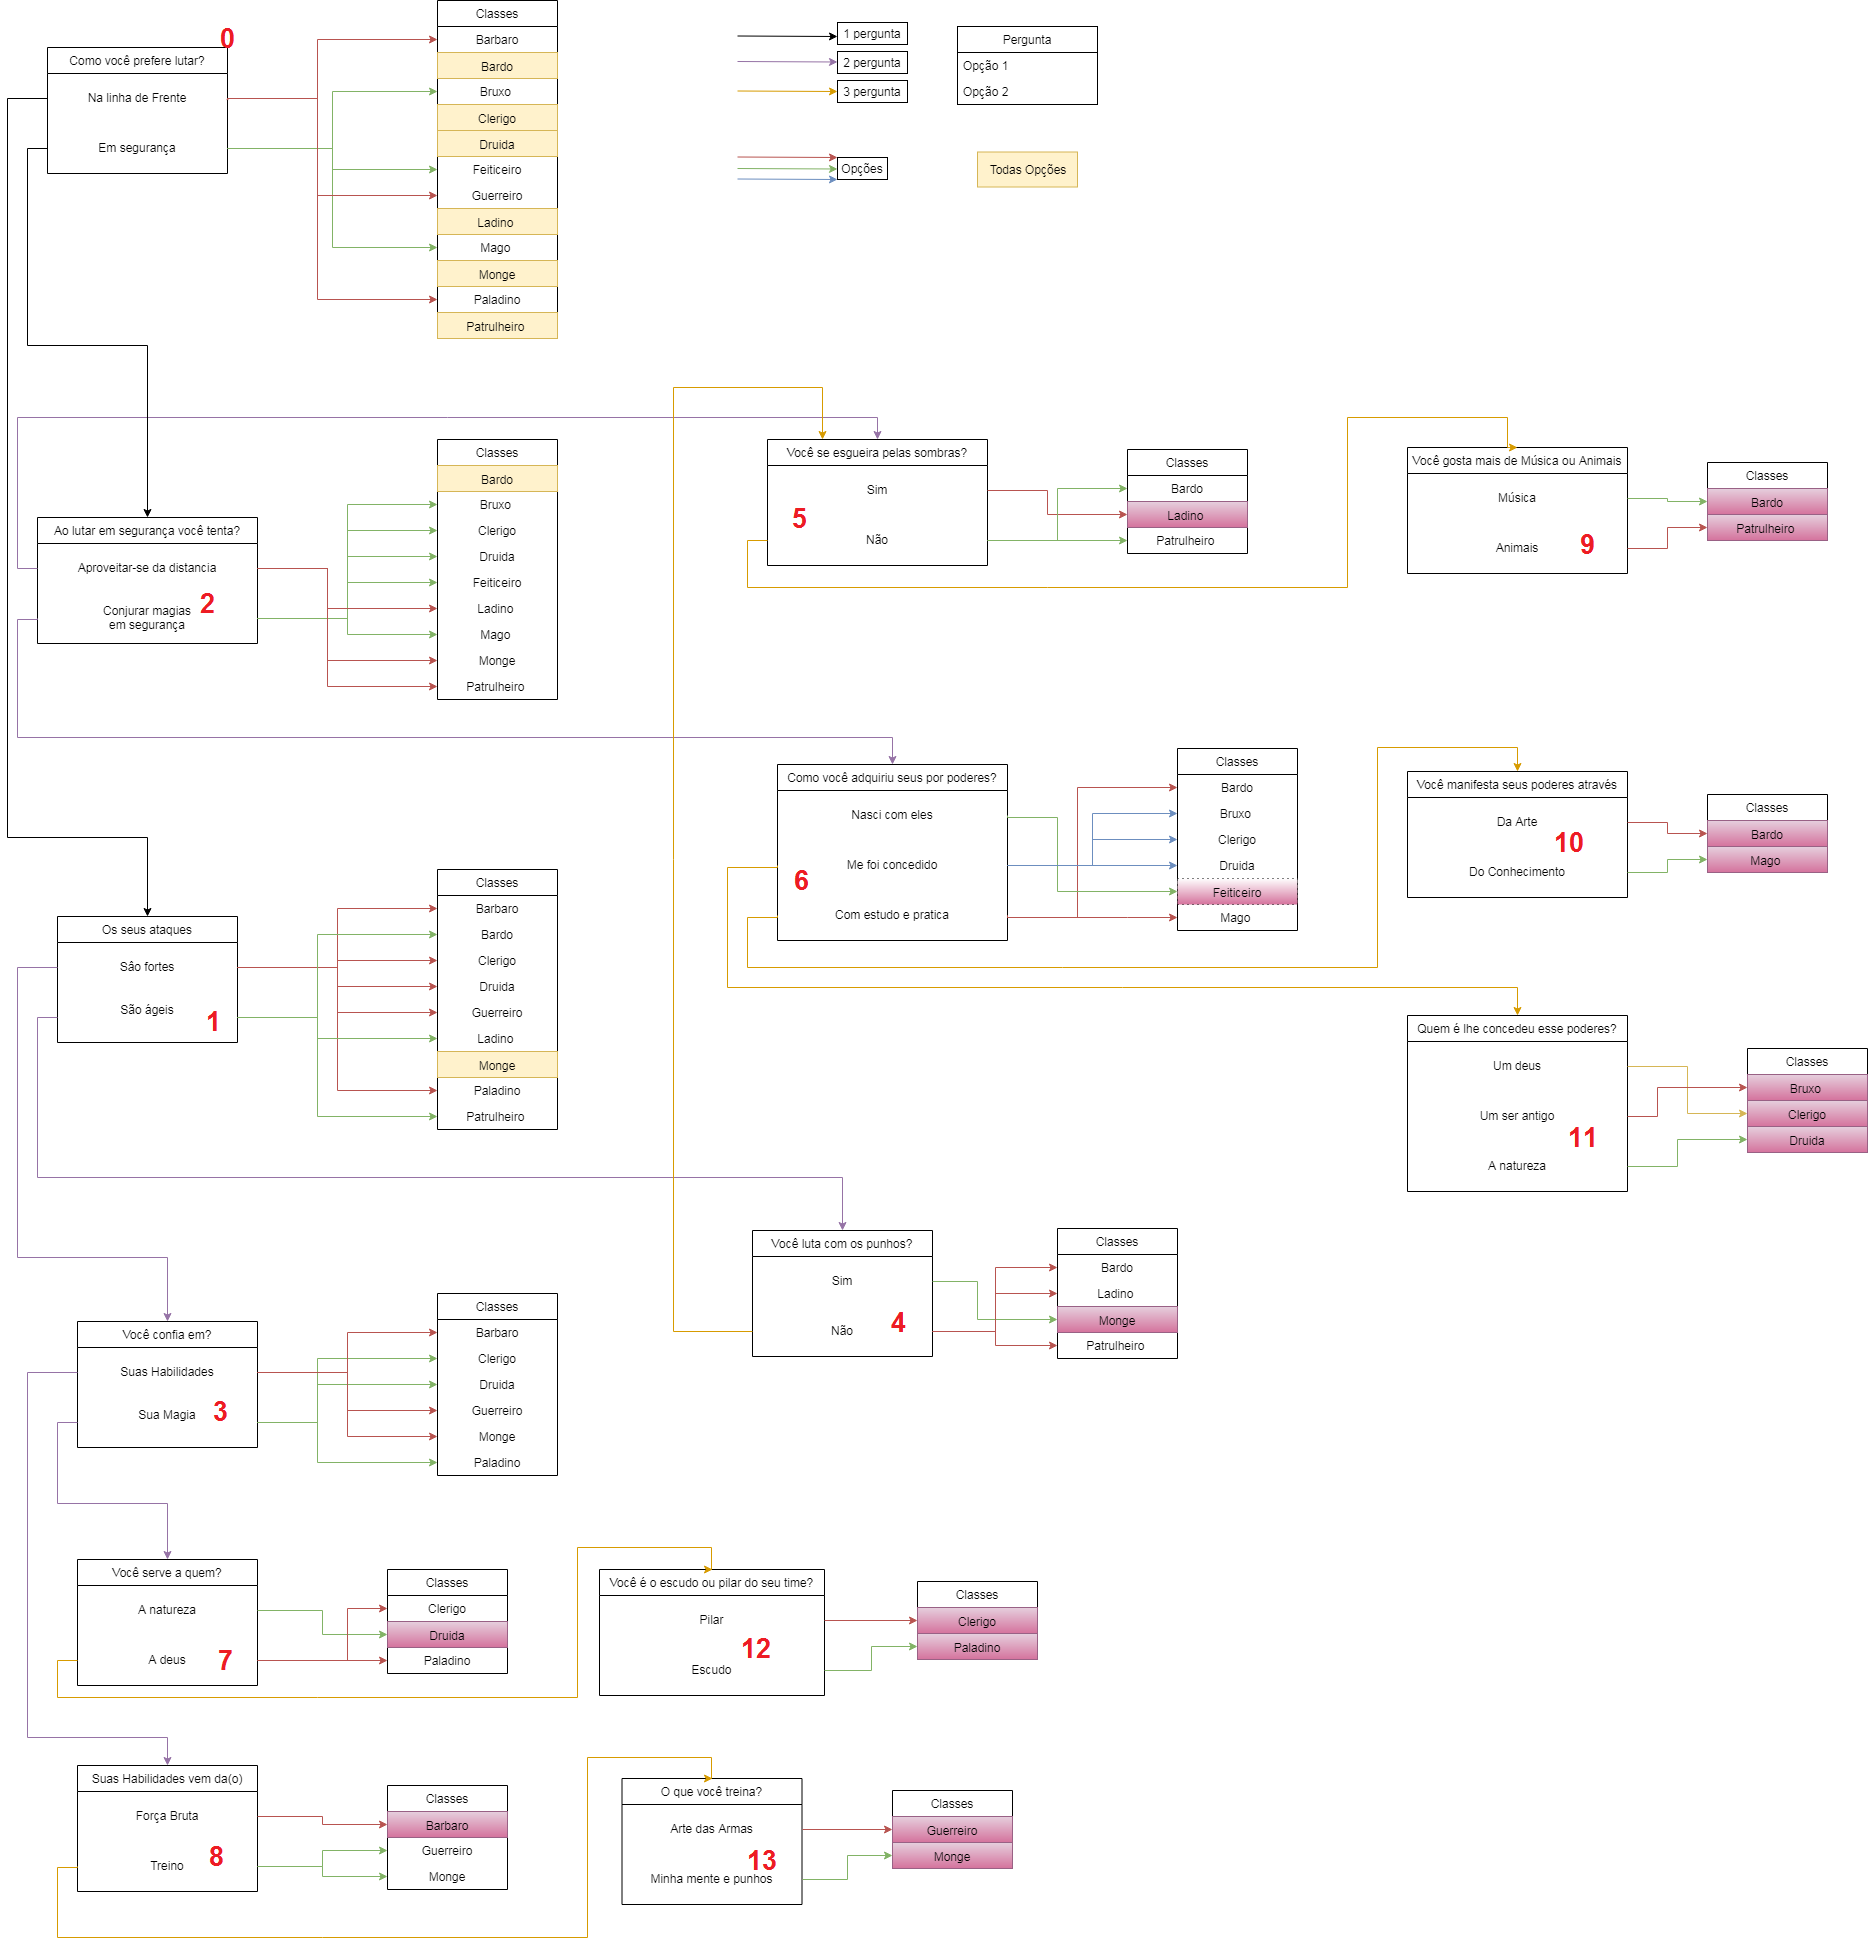 0
Como você prefere lutar?
Na linha de Frente
Em segurança
Classes
Barbaro
Bardo
Bruxo
Clerigo
Druida
Feiticeiro
Guerreiro
Ladino
Mago
Monge
Paladino
Patrulheiro
1 pergunta
2 pergunta
3 pergunta
Opções
Pergunta
Opção 1
Opção 2
Todas Opções
Ao lutar em segurança você tenta?
Aproveitar-se da distancia
Conjurar magias
em segurança
2
Classes
Bardo
Bruxo
Clerigo
Druida
Feiticeiro
Ladino
Mago
Monge
Patrulheiro
Você se esgueira pelas sombras?
Sim
5
Não
Classes
Bardo
Ladino
Patrulheiro
Você gosta mais de Música ou Animais
Música
Animais
9
Classes
Bardo
Patrulheiro
Como você adquiriu seus por poderes?
Nasci com eles
Me foi concedido
6
Com estudo e pratica
Classes
Bardo
Bruxo
Clerigo
Druida
Feiticeiro
Mago
Você manifesta seus poderes através
Da Arte
10
Do Conhecimento
Classes
Bardo
Mago
Os seus ataques
Sâo fortes
São ágeis
1
Classes
Barbaro
Bardo
Clerigo
Druida
Guerreiro
Ladino
Monge
Paladino
Patrulheiro
Quem é lhe concedeu esse poderes?
Um deus
Um ser antigo
11
A natureza
Classes
Bruxo
Clerigo
Druida
Você luta com os punhos?
Sim
Não
4
Classes
Bardo
Ladino
Monge
Patrulheiro
Você confia em?
Suas Habilidades
Sua Magia
3
Classes
Barbaro
Clerigo
Druida
Guerreiro
Monge
Paladino
Você serve a quem?
A natureza
A deus
7
Classes
Clerigo
Druida
Paladino
Você é o escudo ou pilar do seu time?
Pilar
12
Escudo
Classes
Clerigo
Paladino
Suas Habilidades vem da(o)
Força Bruta
Treino
8
Classes
Barbaro
Guerreiro
Monge
O que você treina?
Arte das Armas
13
Minha mente e punhos
Classes
Guerreiro
Monge